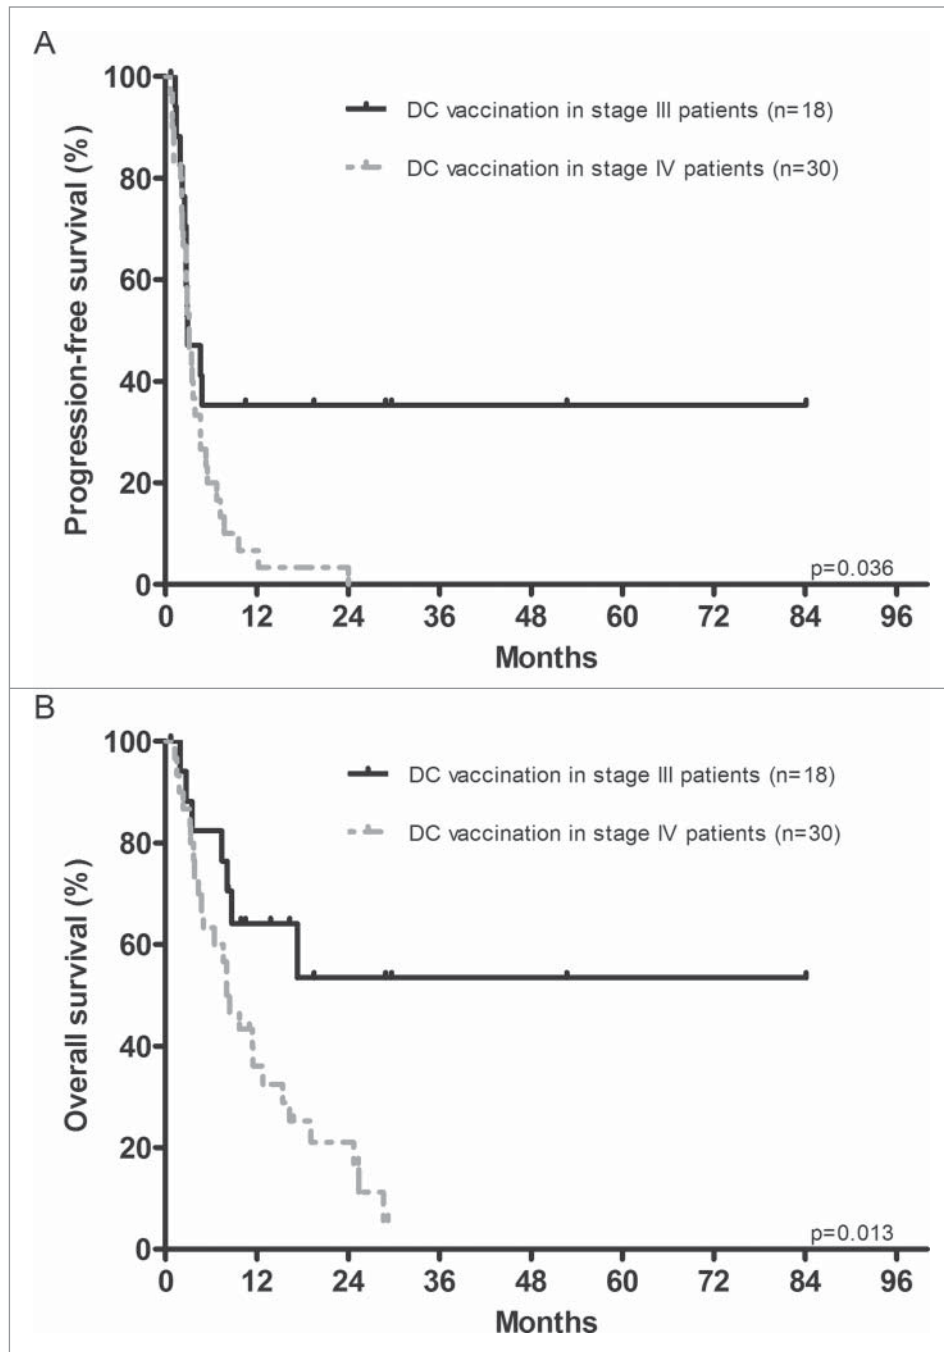 A
100
80
60
40
20
0
Progression-free survival (%)
DC vaccination in stage III patients (n=18)
DC vaccination in stage IV patients (n=30)
p=0.036
0 12 24 36 48 60 72 84 96
Months
B
100
80
60
40
20
0
Overall survival (%)
DC vaccination in stage III patients (n=18)
DC vaccination in stage IV patients (n=30)
p=0.013
0 12 24 36 48 60 72 84 96
Months